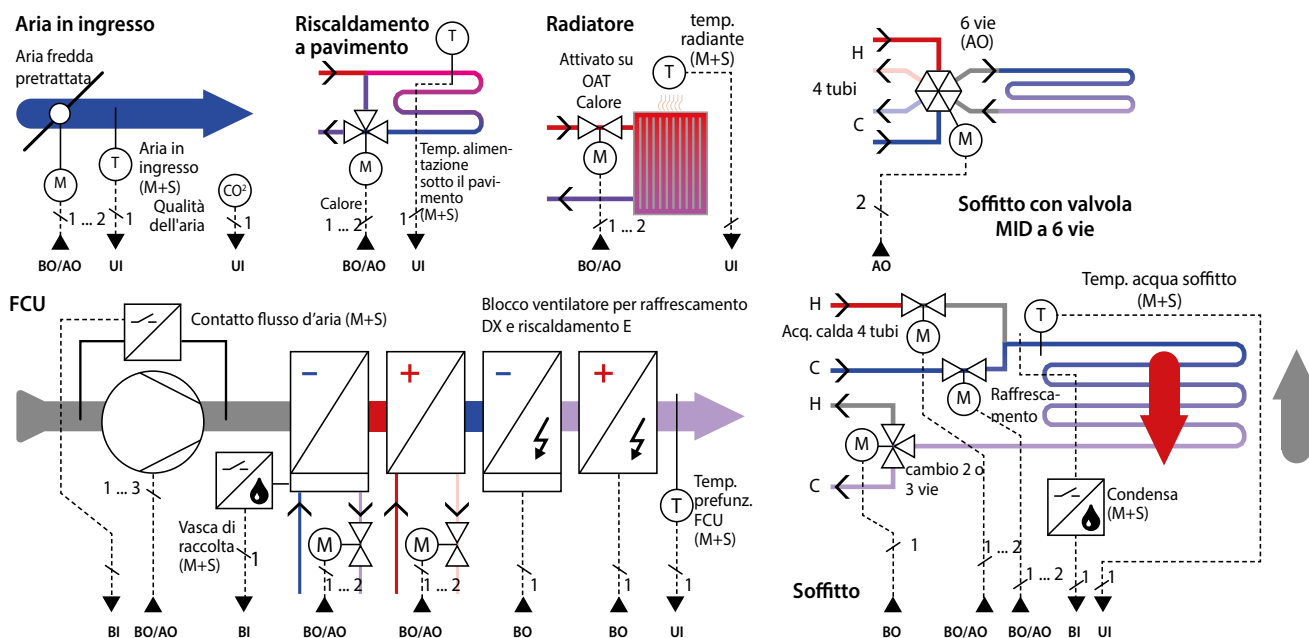 Aria in ingresso
Aria fredda
pretrattata
M
T
Aria in
ingresso
(M+S)
Qualità
dell'aria
CO²
1 ... 2
1
1
BO/AO
UI
UI
Riscaldamento
a pavimento
T
M
Calore
1 ... 2
Temp. alimen-
tazione
sotto il pavi-
mento
(M+S)
1
BO/AO
UI
Radiatore
temp.
radiante
(M+S)
Attivato su
OAT
Calore
T
M
1 ... 2
BO/AO
UI
6 vie
(AO)
H
4 tubi
C
M
2
AO
Soffitto con valvola
MID a 6 vie
FCU
Contatto flusso d'aria (M+S)
Blocco ventilatore per raffrescamento
DX e riscaldamento E
–
+
–
+
1 ... 3
Vasca di
raccolta
(M+S)
1
M
1 ... 2
M
1 ... 2
1
1
T
Temp.
prefunz.
FCU
(M+S)
1
BI
BO/AO
BI
BO/AO
BO/AO
BO
BO
UI
Temp. acqua soffitto
(M+S)
H
Acq. calda 4 tubi
M
T
C
M
Raffresca-
mento
H
M
cambio 2 o
3 vie
C
Condensa
(M+S)
1
1 ... 2
1 ... 2
1
1
Soffitto
BO
BO/AO
BO/AO
BI
UI